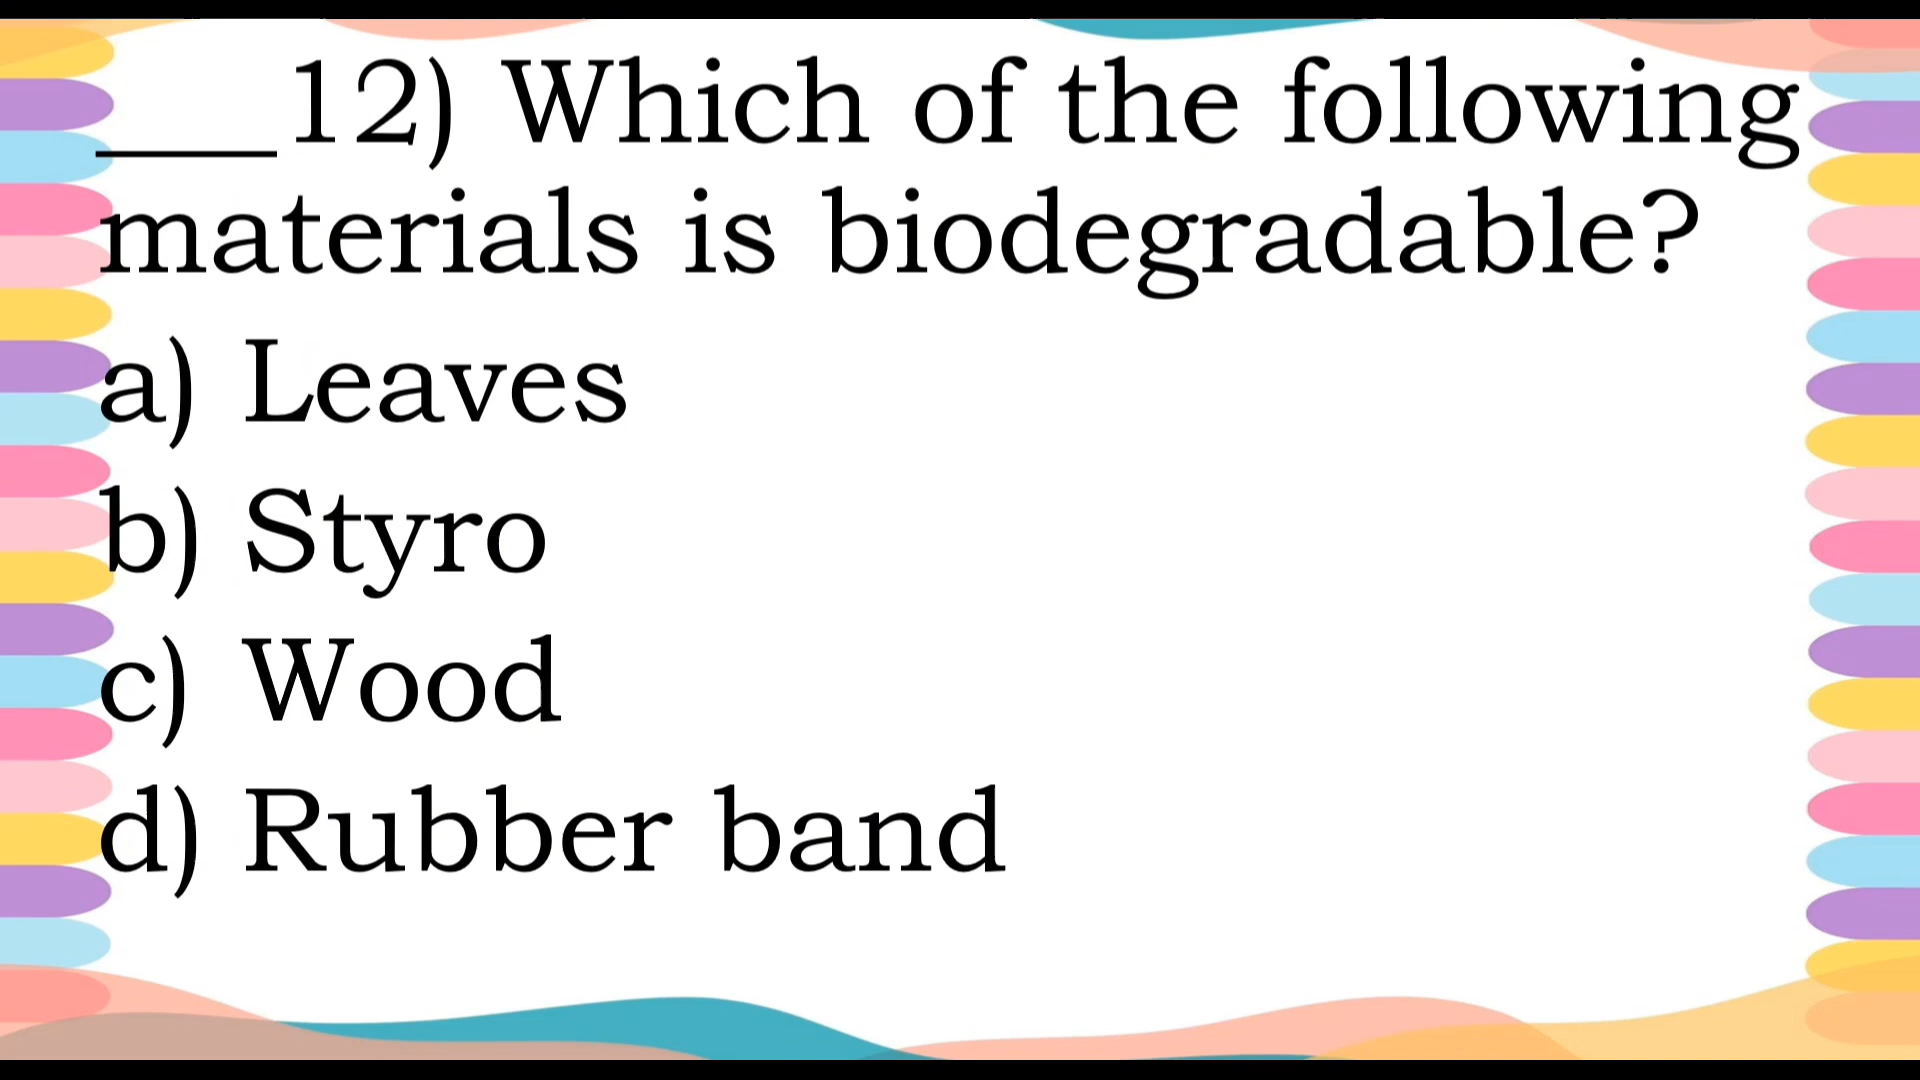 ___12) Which of the following
materials is biodegradable?
a) Leaves
b) Styro
c) Wood
d) Rubber band